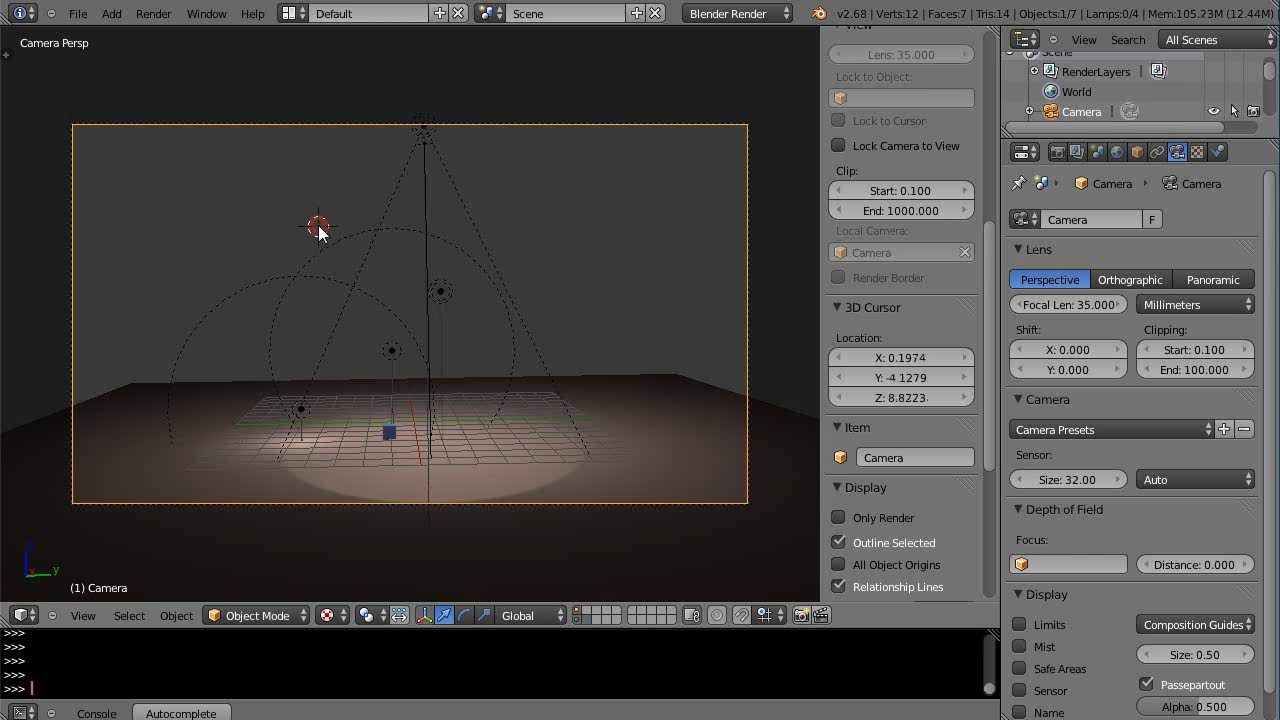 File Add Render Window Help Default Scene Blender Render v2.68 | Verts:12 | Faces:7 | Tris:14 | Objects:1/7 | Lamps:0/4 | Mem:105.23M (12.44M)
Camera Persp
View
Lens: 35.000
Lock to Object:
Lock to Cursor
Lock Camera to View
Clip:
Start: 0.100
End: 1000.000
Local Camera:
Camera
Render Border
3D Cursor
Location:
X: 0.1974
Y: -4.1279
Z: 8.8223
Item
Camera
Display
Only Render
Outline Selected
All Object Origins
Relationship Lines
z
x y
(1) Camera
View Select Object Object Mode Global
>>>
>>>
>>>
>>>
>>>
Console Autocomplete
View Search All Scenes
Scene
RenderLayers |
World
Camera |
Camera Camera
Camera F
Lens
Perspective Orthographic Panoramic
Focal Len: 35.000 Millimeters
Shift: Clipping:
X: 0.000 Start: 0.100
Y: 0.000 End: 100.000
Camera
Camera Presets
Sensor:
Size: 32.00 Auto
Depth of Field
Focus:
Distance: 0.000
Display
Limits Composition Guides
Mist Size: 0.50
Safe Areas
Sensor Passepartout
Name Alpha: 0.500